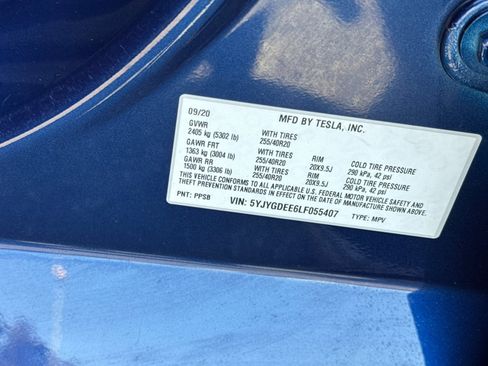 09/20 MFD BY TESLA, INC.
GVWR
2405 kg (5302 lb) WITH TIRES 255/40R20
GAWR FRT
1363 kg (3004 lb) WITH TIRES 255/40R20 RIM 20X9.5J COLD TIRE PRESSURE 290 kPa, 42 psi
GAWR RR
1500 kg (3306 lb) WITH TIRES 255/40R20 RIM 20X9.5J COLD TIRE PRESSURE 290 kPa, 42 psi
THIS VEHICLE CONFORMS TO ALL APPLICABLE U.S. FEDERAL MOTOR VEHICLE SAFETY AND
THEFT PREVENTION STANDARDS IN EFFECT ON THE DATE OF MANUFACTURE SHOWN ABOVE.
PNT: PPSB VIN: 5YJYGDEE6LF055407 TYPE: MPV